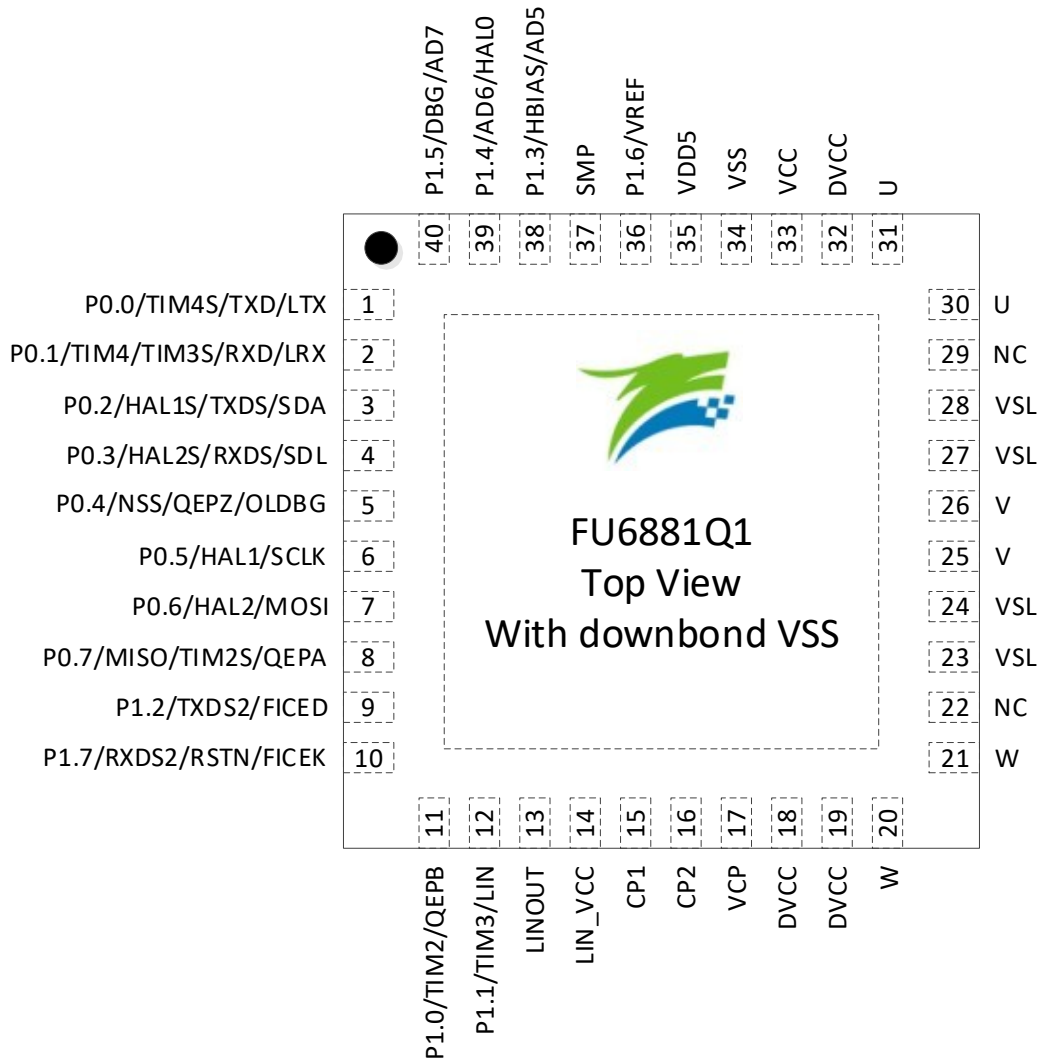 P1.5/DBG/AD7
P1.4/AD6/HAL0
P1.3/HBIAS/AD5
SMP
P1.6/VREF
VDD5
VSS
VCC
DVCC
U
40
39
38
37
36
35
34
33
32
31
P0.0/TIM4S/TXD/LTX 1
P0.1/TIM4/TIM3S/RXD/LRX 2
P0.2/HAL1S/TXDS/SDA 3
P0.3/HAL2S/RXDS/SDL 4
P0.4/NSS/QEPZ/OLDBG 5
P0.5/HAL1/SCLK 6
P0.6/HAL2/MOSI 7
P0.7/MISO/TIM2S/QEPA 8
P1.2/TXDS2/FICED 9
P1.7/RXDS2/RSTN/FICEK 10
FU6881Q1
Top View
With downbond VSS
30 U
29 NC
28 VSL
27 VSL
26 V
25 V
24 VSL
23 VSL
22 NC
21 W
11
12
13
14
15
16
17
18
19
20
P1.0/TIM2/QEPB
P1.1/TIM3/LIN
LINOUT
LIN_VCC
CP1
CP2
VCP
DVCC
DVCC
W